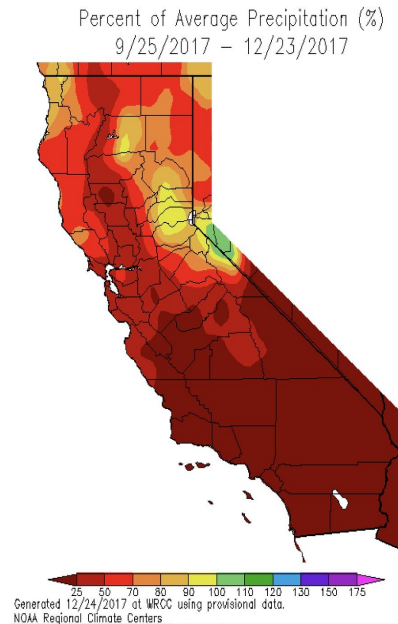 Percent of Average Precipitation (%)
9/25/2017 – 12/23/2017
25 50 70 80 90 100 110 120 130 150 175
Generated 12/24/2017 at WRCC using provisional data.
NOAA Regional Climate Centers